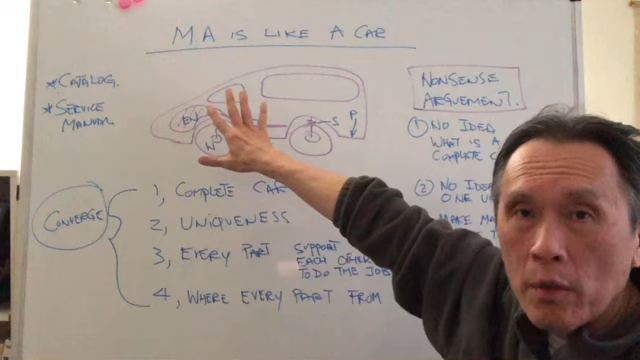 MA IS LIKE A CAR
*CATALOG.
*SERVICE
MANUAL
EN
W
S
P
CONVERGE
1, COMPLETE CAR
2, UNIQUENESS
3, EVERY PART SUPPORT
EACH OTHER
TO DO THE JOB
4, WHERE EVERY PART FROM
NONSENSE
ARGUEMENT.
① NO IDEA
WHAT IS A
COMPLETE C
② NO IDE
ONE U
MAKE MA